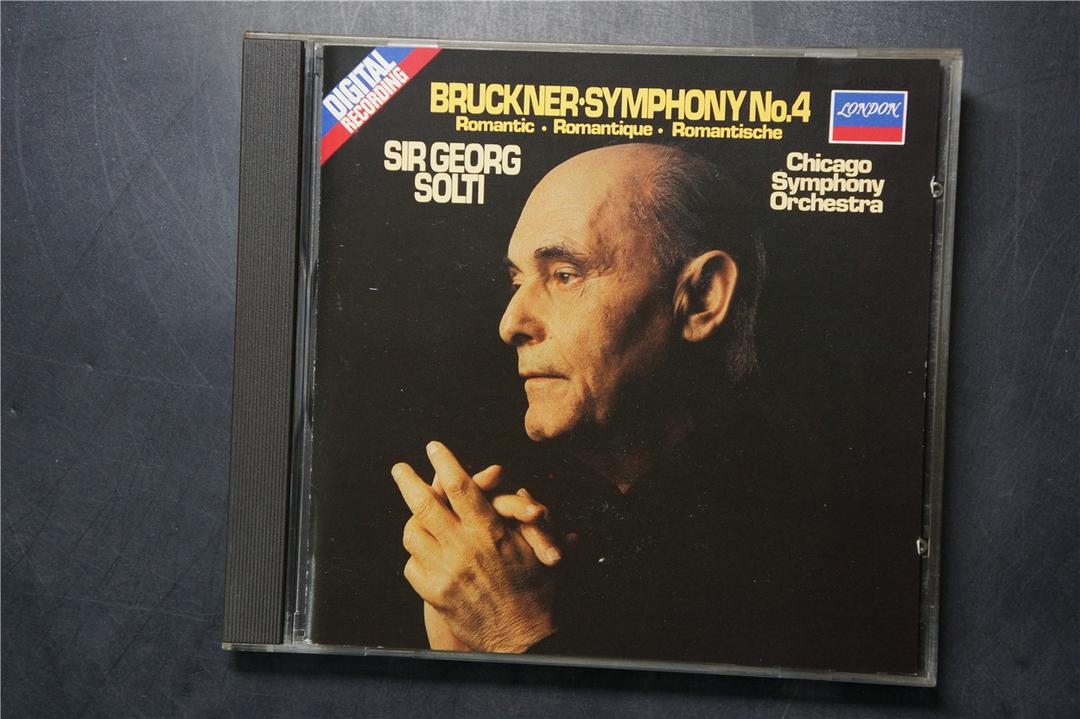 DIGITAL
RECORDING
BRUCKNER·SYMPHONY No.4
Romantic · Romantique · Romantische
LONDON
SIR GEORG
SOLTI
Chicago
Symphony
Orchestra